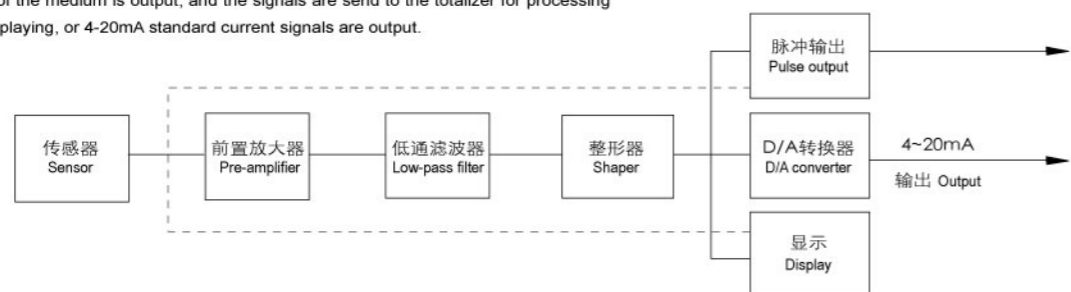 of the medium is output, and the signals are send to the totalizer for processing
playing, or 4-20mA standard current signals are output.
脉冲输出
Pulse output
传感器
Sensor
前置放大器
Pre-amplifier
低通滤波器
Low-pass filter
整形器
Shaper
D/A转换器
D/A converter
4~20mA
输出 Output
显示
Display